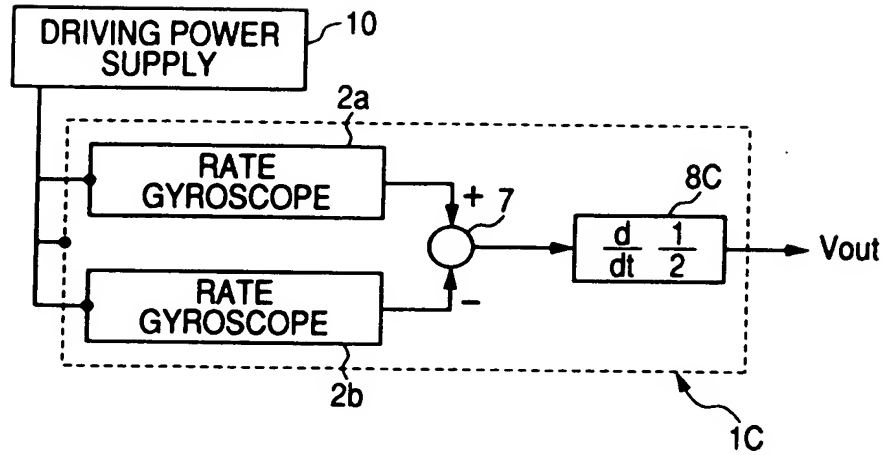 DRIVING POWER
SUPPLY
10
2a
RATE
GYROSCOPE
+
7
8C
d
dt
1
2
Vout
RATE
GYROSCOPE
−
2b
1C